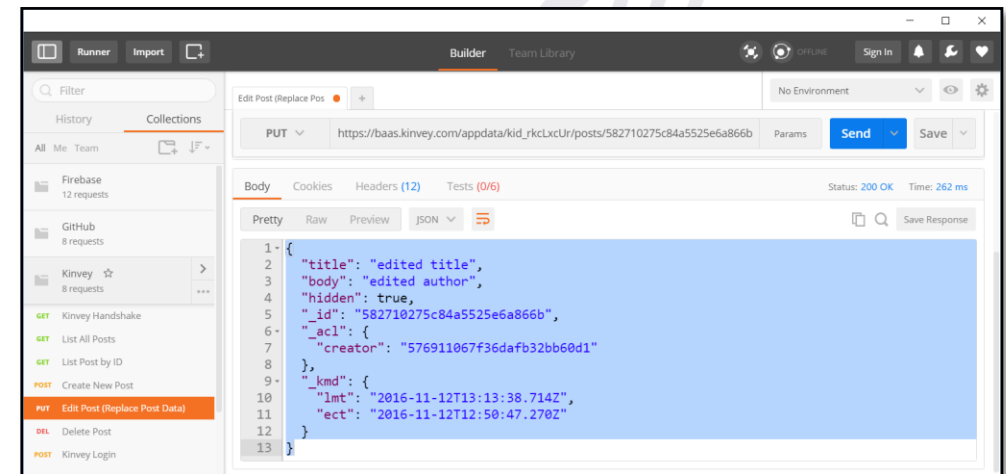 Runner Import Builder Team Library OFFLINE Sign In
Filter
History Collections
All Me Team
Firebase
12 requests
GitHub
8 requests
Kinvey
8 requests
GET Kinvey Handshake
GET List All Posts
GET List Post by ID
POST Create New Post
PUT Edit Post (Replace Post Data)
DEL Delete Post
POST Kinvey Login
Edit Post (Replace Pos + No Environment
PUT https://baas.kinvey.com/appdata/kid_rkcLxcUr/posts/582710275c84a5525e6a866b Params Send Save
Body Cookies Headers (12) Tests (0/6) Status: 200 OK Time: 262 ms
Pretty Raw Preview JSON Save Response
1 {
2 "title": "edited title",
3 "body": "edited author",
4 "hidden": true,
5 "_id": "582710275c84a5525e6a866b",
6 "_acl": {
7 "creator": "576911067f36dafb32bb60d1"
8 },
9 "_kmd": {
10 "lmt": "2016-11-12T13:13:38.714Z",
11 "ect": "2016-11-12T12:50:47.270Z"
12 }
13 }